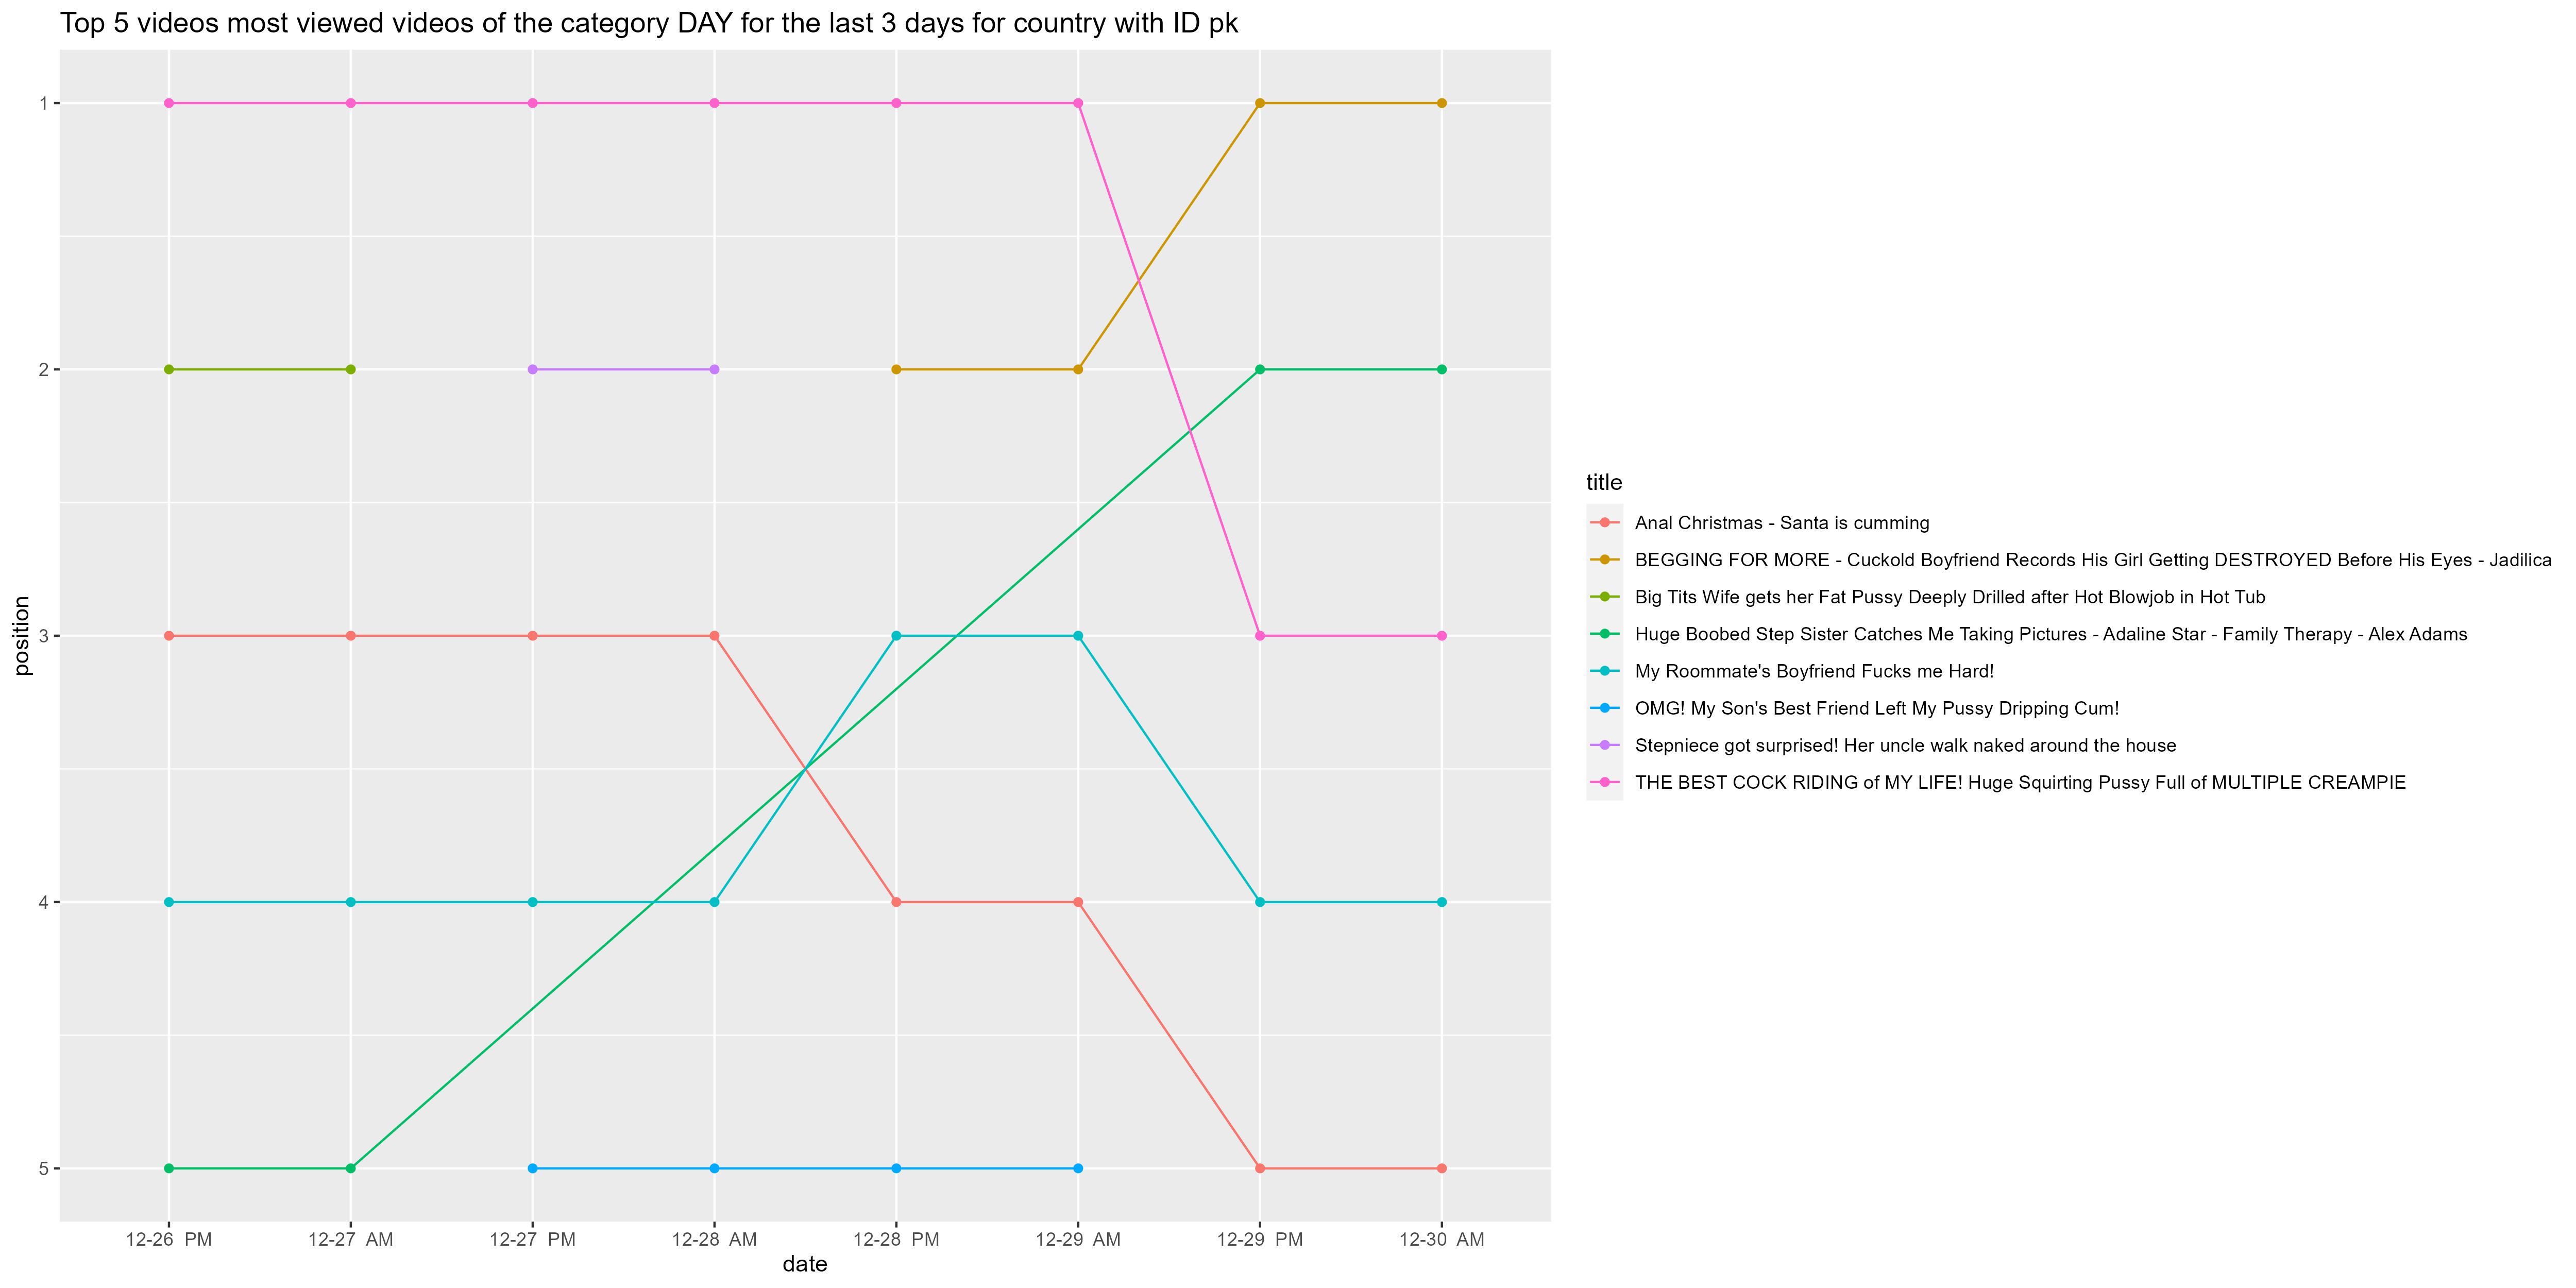 Top 5 videos most viewed videos of the category DAY for the last 3 days for country with ID pk
1
2
3
4
5
position
12-26 PM
12-27 AM
12-27 PM
12-28 AM
12-28 PM
12-29 AM
12-29 PM
12-30 AM
date
title
Anal Christmas - Santa is cumming
BEGGING FOR MORE - Cuckold Boyfriend Records His Girl Getting DESTROYED Before His Eyes - Jadilica
Big Tits Wife gets her Fat Pussy Deeply Drilled after Hot Blowjob in Hot Tub
Huge Boobed Step Sister Catches Me Taking Pictures - Adaline Star - Family Therapy - Alex Adams
My Roommate's Boyfriend Fucks me Hard!
OMG! My Son's Best Friend Left My Pussy Dripping Cum!
Stepniece got surprised! Her uncle walk naked around the house
THE BEST COCK RIDING of MY LIFE! Huge Squirting Pussy Full of MULTIPLE CREAMPIE